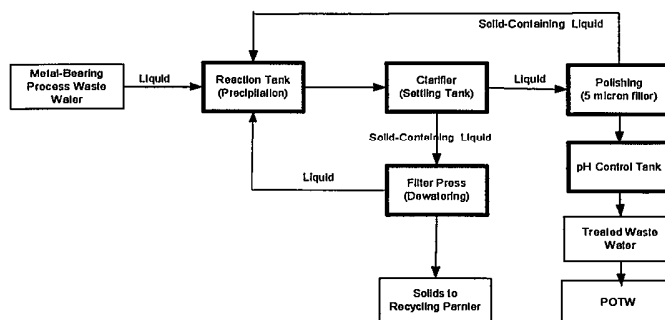 Solid-Containing Liquid
Metal-Bearing
Process Waste
Water
Liquid
Reaction Tank
(Precipitation)
Clarifier
(Settling Tank)
Liquid
Polishing
(5 micron filter)
Solid-Containing Liquid
Liquid
Filter Press
(Dewatering)
pH Control Tank
Treated Waste
Water
Solids to
Recycling Parnier
POTW